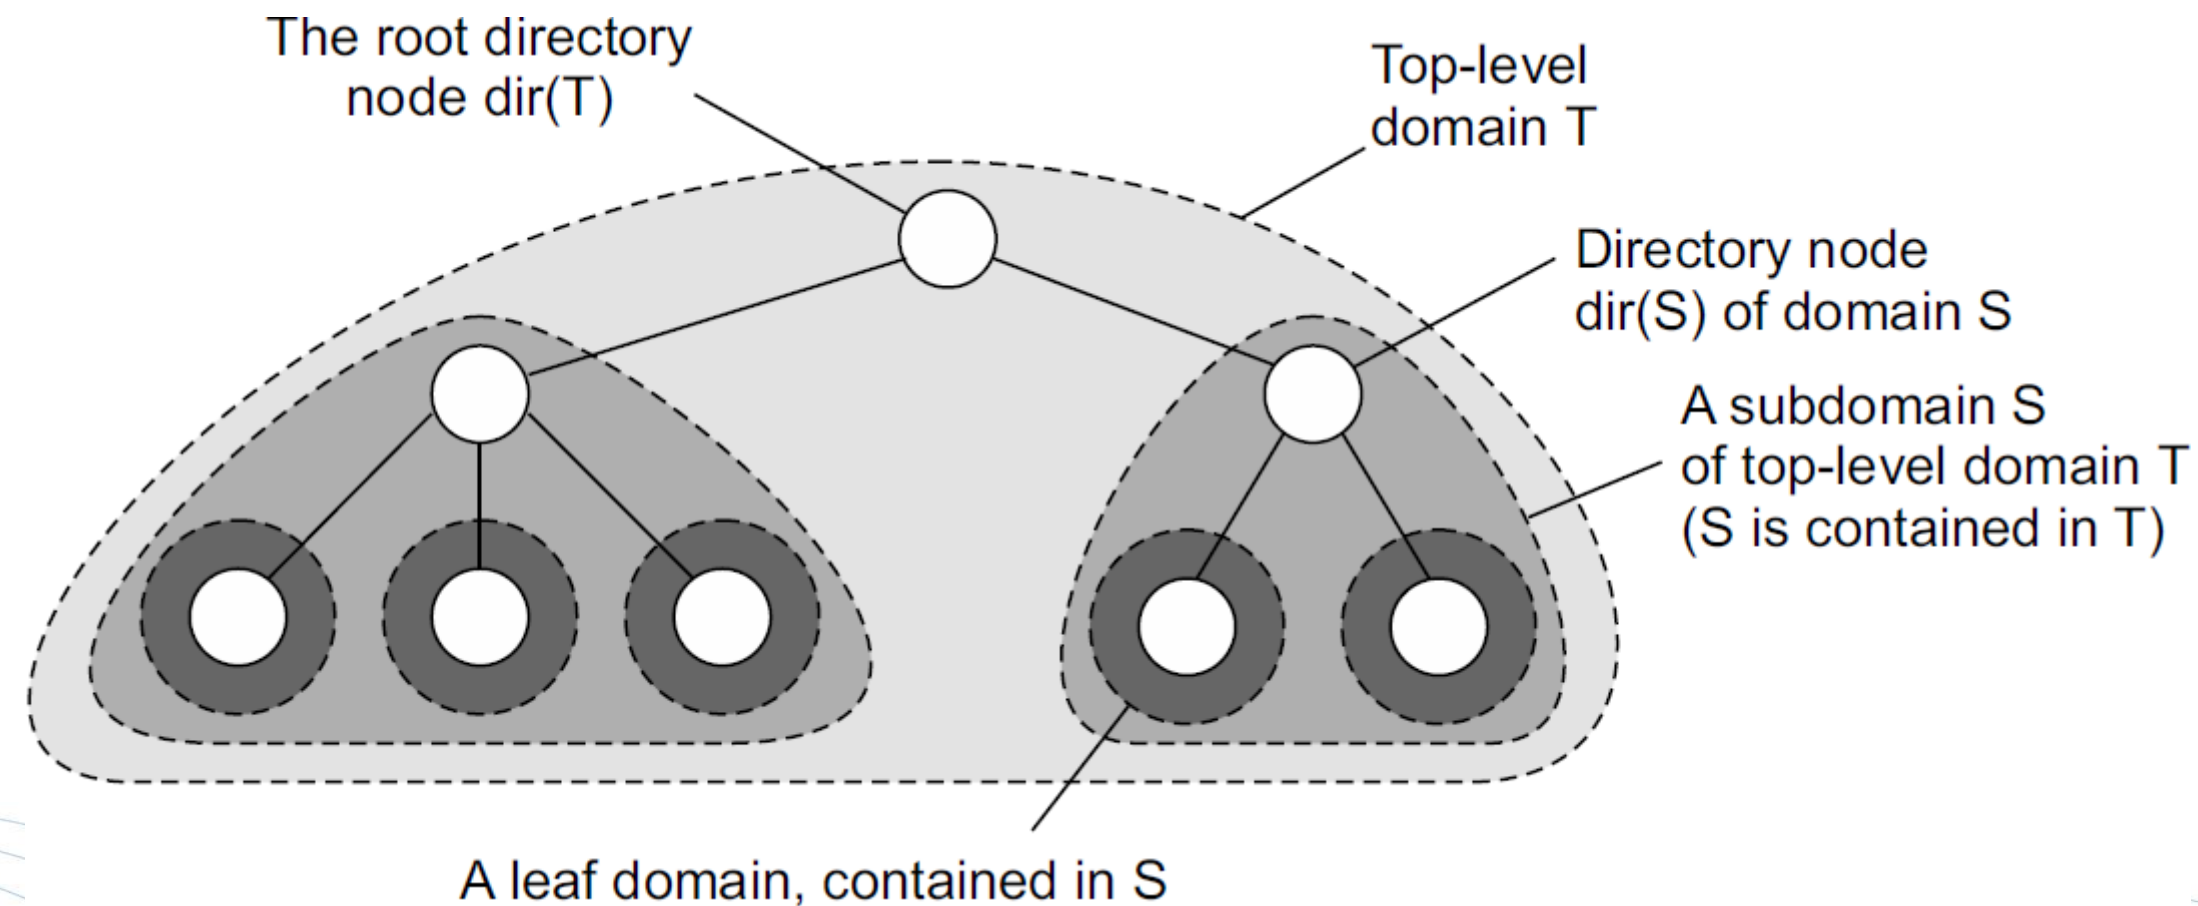 The root directory
node dir(T)
Top-level
domain T
Directory node
dir(S) of domain S
A subdomain S
of top-level domain T
(S is contained in T)
A leaf domain, contained in S